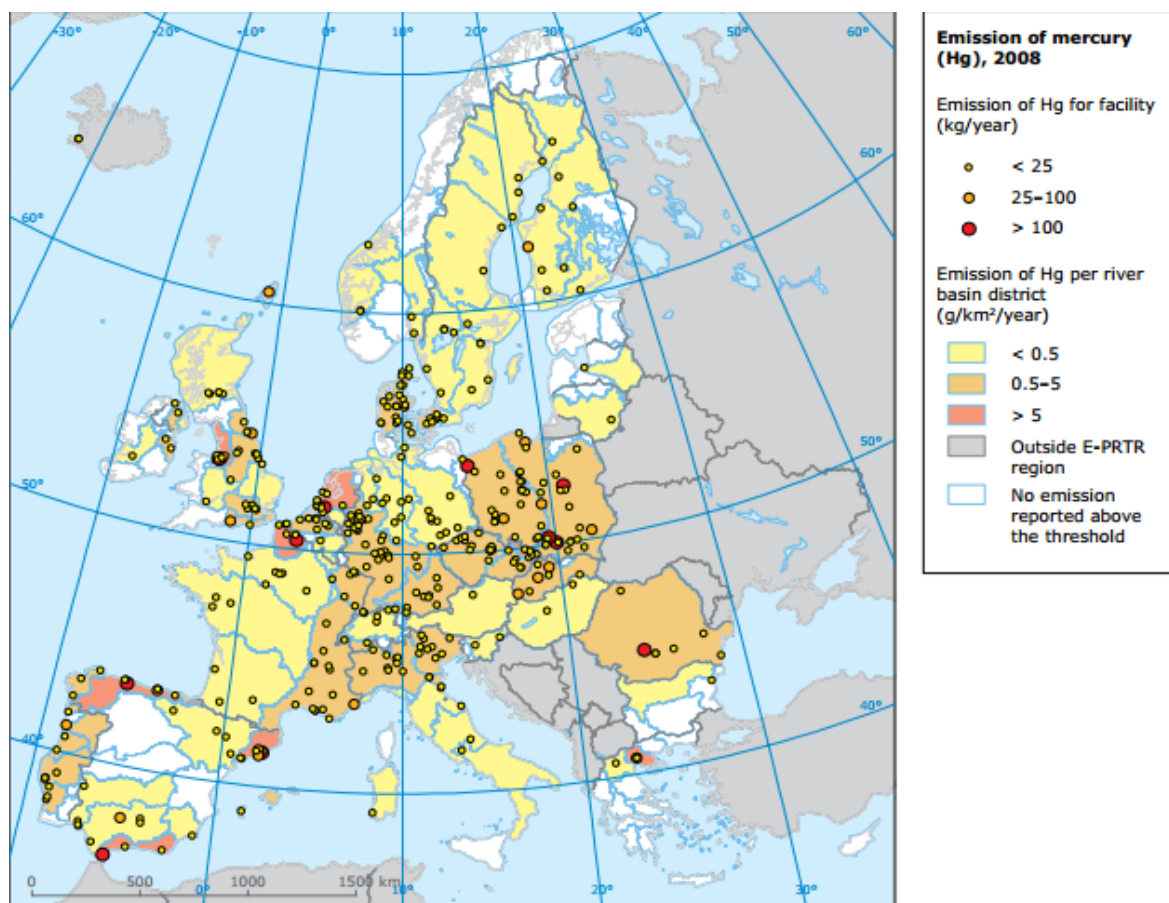 -30° -20° -10° 0° 10° 20° 30° 40° 50° 60°
60°
60°
50°
50°
40°
40°
0 500 1000 1500 km
0° 10° 20° 30°
Emission of mercury
(Hg), 2008
Emission of Hg for facility
(kg/year)
< 25
25–100
> 100
Emission of Hg per river
basin district
(g/km²/year)
< 0.5
0.5–5
> 5
Outside E-PRTR
region
No emission
reported above
the threshold